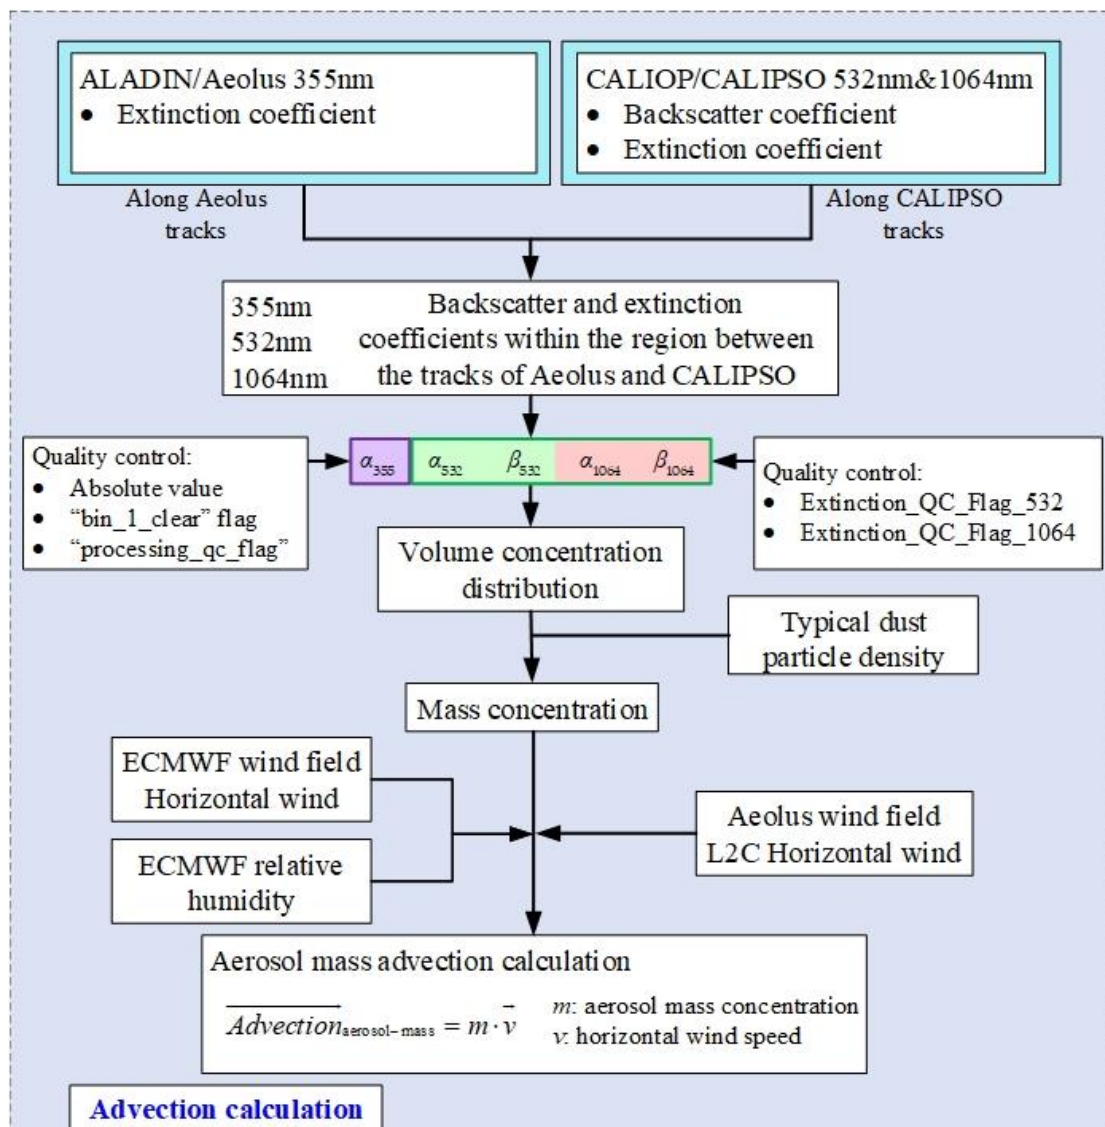 ALADIN/Aeolus 355nm
• Extinction coefficient
CALIOP/CALIPSO 532nm&1064nm
• Backscatter coefficient
• Extinction coefficient
Along Aeolus
tracks
Along CALIPSO
tracks
355nm
532nm
1064nm
Backscatter and extinction
coefficients within the region between
the tracks of Aeolus and CALIPSO
Quality control:
• Absolute value
• “bin_1_clear” flag
• “processing_qc_flag”
α355 α532 β532 α1064 β1064
Quality control:
• Extinction_QC_Flag_532
• Extinction_QC_Flag_1064
Volume concentration
distribution
Typical dust
particle density
Mass concentration
ECMWF wind field
Horizontal wind
Aeolus wind field
L2C Horizontal wind
ECMWF relative
humidity
Aerosol mass advection calculation
Advection aerosol-mass = m · v
m: aerosol mass concentration
v: horizontal wind speed
Advection calculation